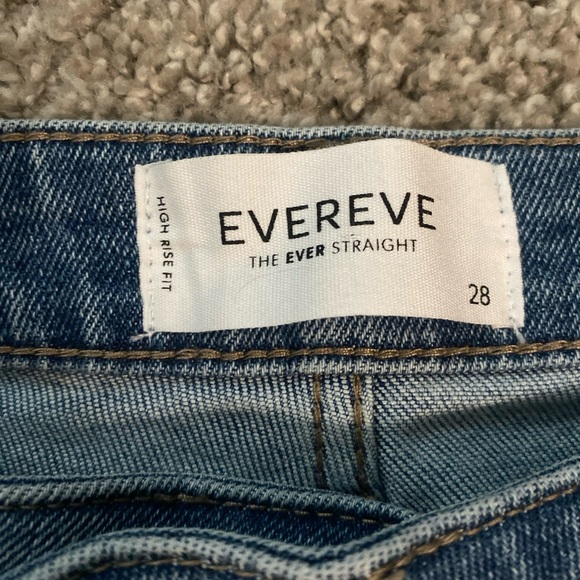 HIGH RISE FIT
EVEREVE
THE EVER STRAIGHT
28